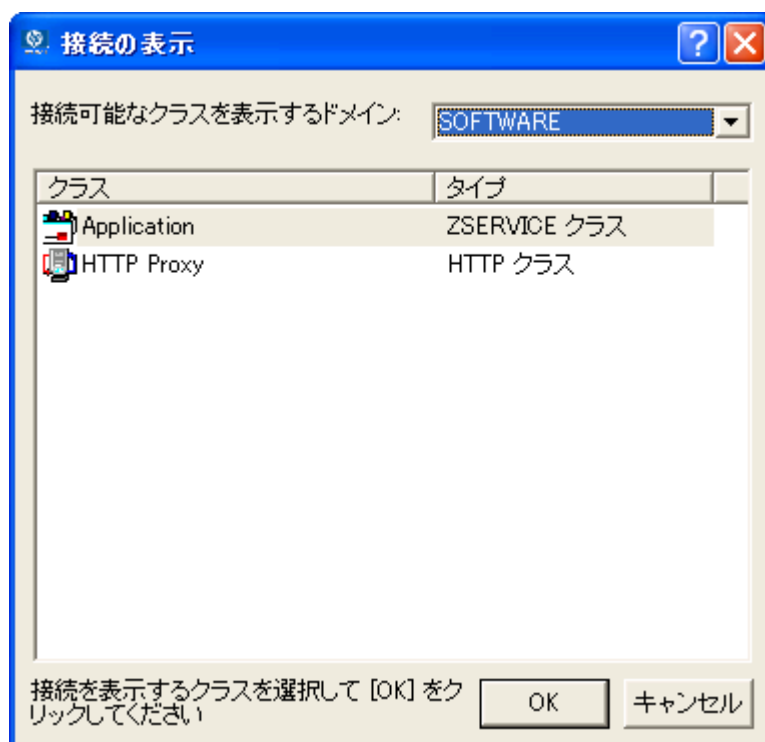 接続の表示
接続可能なクラスを表示するドメイン: SOFTWARE
クラス タイプ
Application ZSERVICE クラス
HTTP Proxy HTTP クラス
接続を表示するクラスを選択して [OK] をク
リックしてください
OK キャンセル